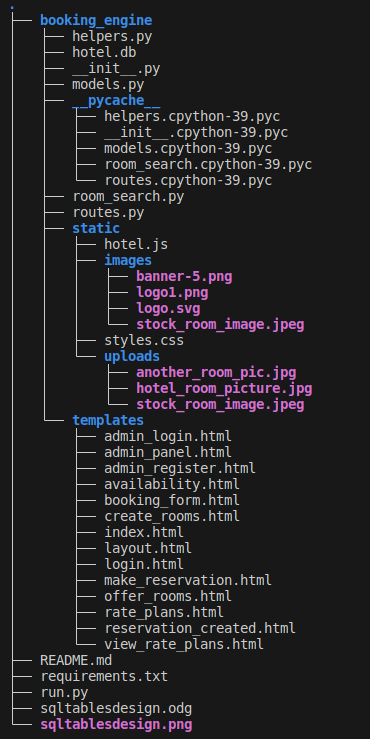 .
├── booking_engine
│   ├── helpers.py
│   ├── hotel.db
│   ├── __init__.py
│   ├── models.py
│   ├── __pycache__
│   │   ├── helpers.cpython-39.pyc
│   │   ├── __init__.cpython-39.pyc
│   │   ├── models.cpython-39.pyc
│   │   ├── room_search.cpython-39.pyc
│   │   └── routes.cpython-39.pyc
│   ├── room_search.py
│   ├── routes.py
│   ├── static
│   │   ├── hotel.js
│   │   ├── images
│   │   │   ├── banner-5.png
│   │   │   ├── logo1.png
│   │   │   ├── logo.svg
│   │   │   └── stock_room_image.jpeg
│   │   ├── styles.css
│   │   └── uploads
│   │       ├── another_room_pic.jpg
│   │       ├── hotel_room_picture.jpg
│   │       └── stock_room_image.jpeg
│   └── templates
│       ├── admin_login.html
│       ├── admin_panel.html
│       ├── admin_register.html
│       ├── availability.html
│       ├── booking_form.html
│       ├── create_rooms.html
│       ├── index.html
│       ├── layout.html
│       ├── login.html
│       ├── make_reservation.html
│       ├── offer_rooms.html
│       ├── rate_plans.html
│       ├── reservation_created.html
│       └── view_rate_plans.html
├── README.md
├── requirements.txt
├── run.py
├── sqltablesdesign.odg
└── sqltablesdesign.png